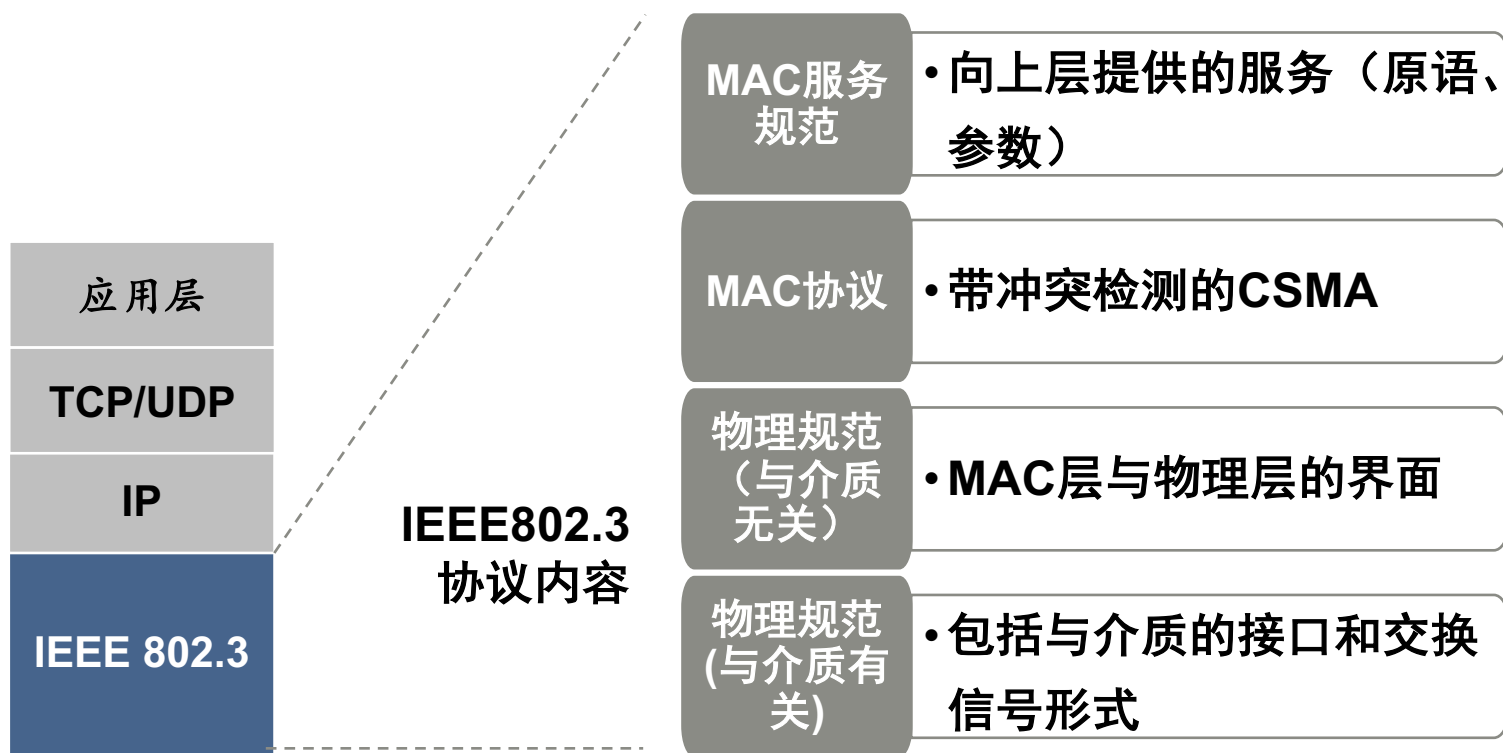 应用层
TCP/UDP
IP
IEEE 802.3
IEEE802.3
协议内容
MAC服务
规范
•向上层提供的服务（原语、
参数）
MAC协议
•带冲突检测的CSMA
物理规范
（与介质
无关）
•MAC层与物理层的界面
物理规范
(与介质有
关)
•包括与介质的接口和交换
信号形式